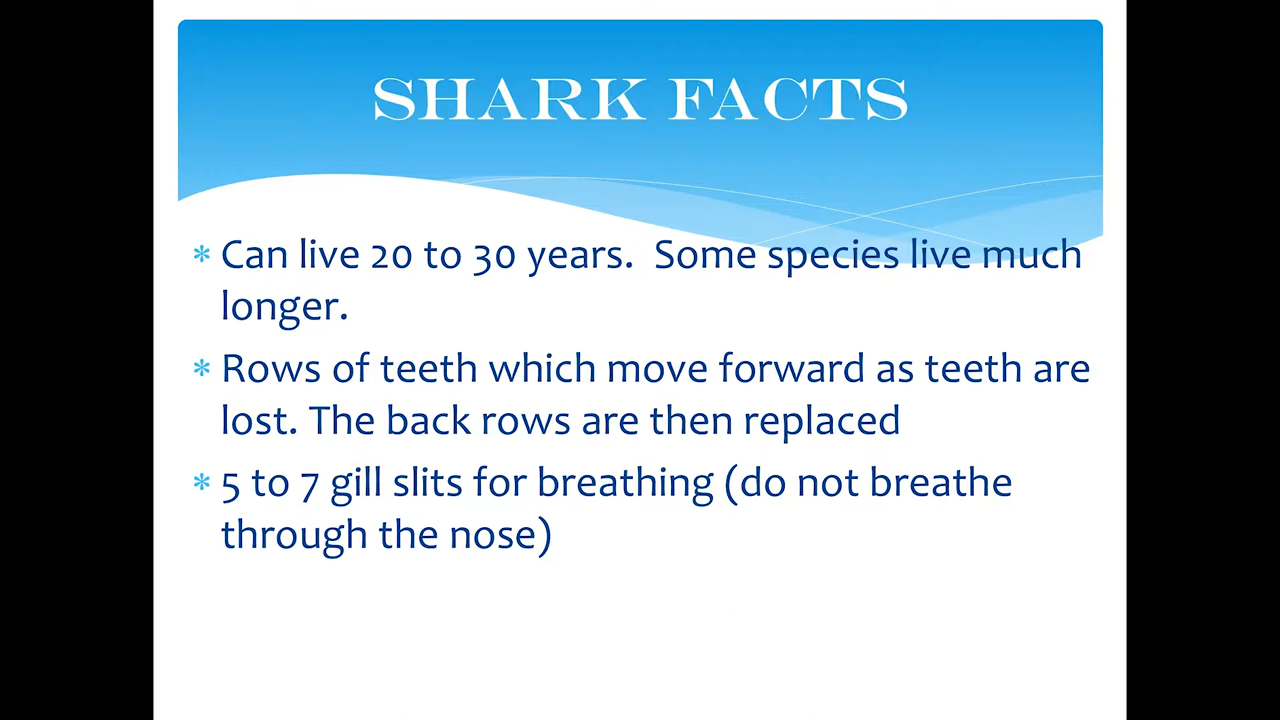 SHARK FACTS
* Can live 20 to 30 years.  Some species live much
longer.
* Rows of teeth which move forward as teeth are
lost. The back rows are then replaced
* 5 to 7 gill slits for breathing (do not breathe
through the nose)